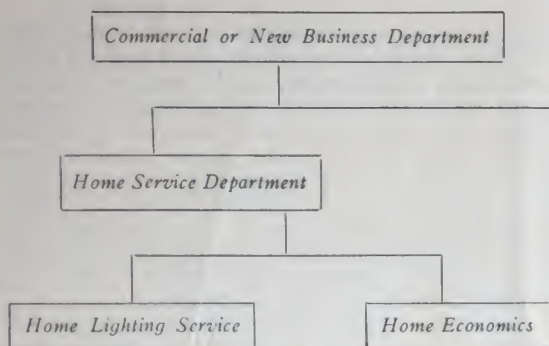 Commercial or New Business Department
Home Service Department
Home Lighting Service
Home Economics